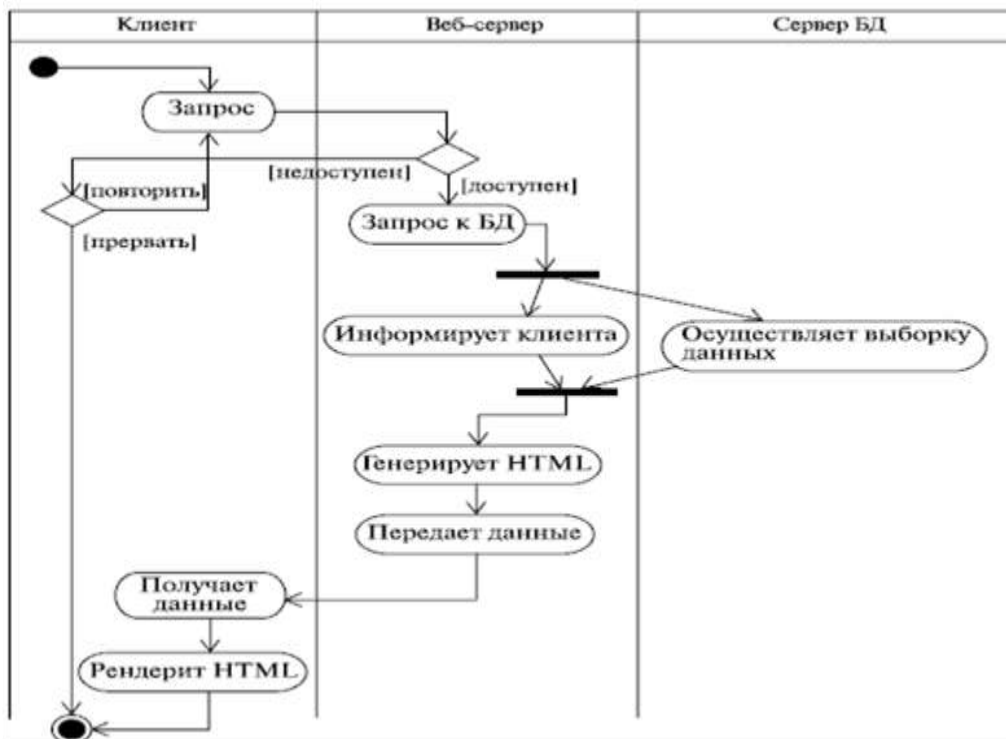 Клиент
Веб-сервер
Сервер БД
Запрос
[недоступен]
[доступен]
[повторить]
[прервать]
Запрос к БД
Информирует клиента
Осуществляет выборку
данных
Генерирует HTML
Передает данные
Получает
данные
Рендерит HTML